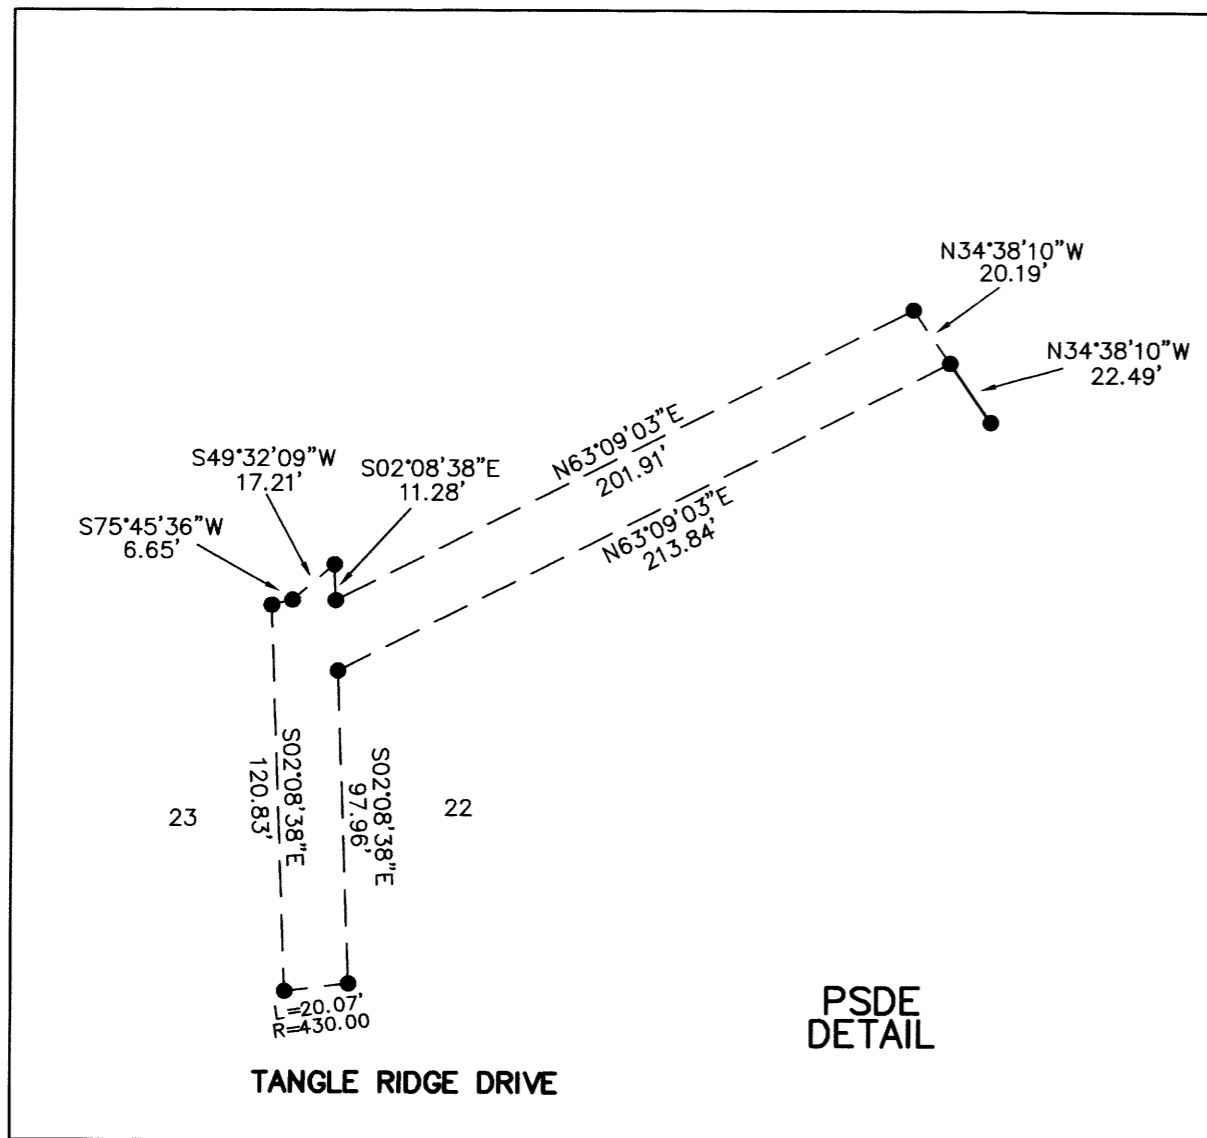 N34°38'10"W
20.19'
N34°38'10"W
22.49'
N63°09'03"E
201.91'
N63°09'03"E
213.84'
S49°32'09"W
17.21'
S02°08'38"E
11.28'
S75°45'36"W
6.65'
S02°08'38"E
120.83'
S02°08'38"E
97.96'
23
22
L=20.07'
R=430.00
PSDE
DETAIL
TANGLE RIDGE DRIVE